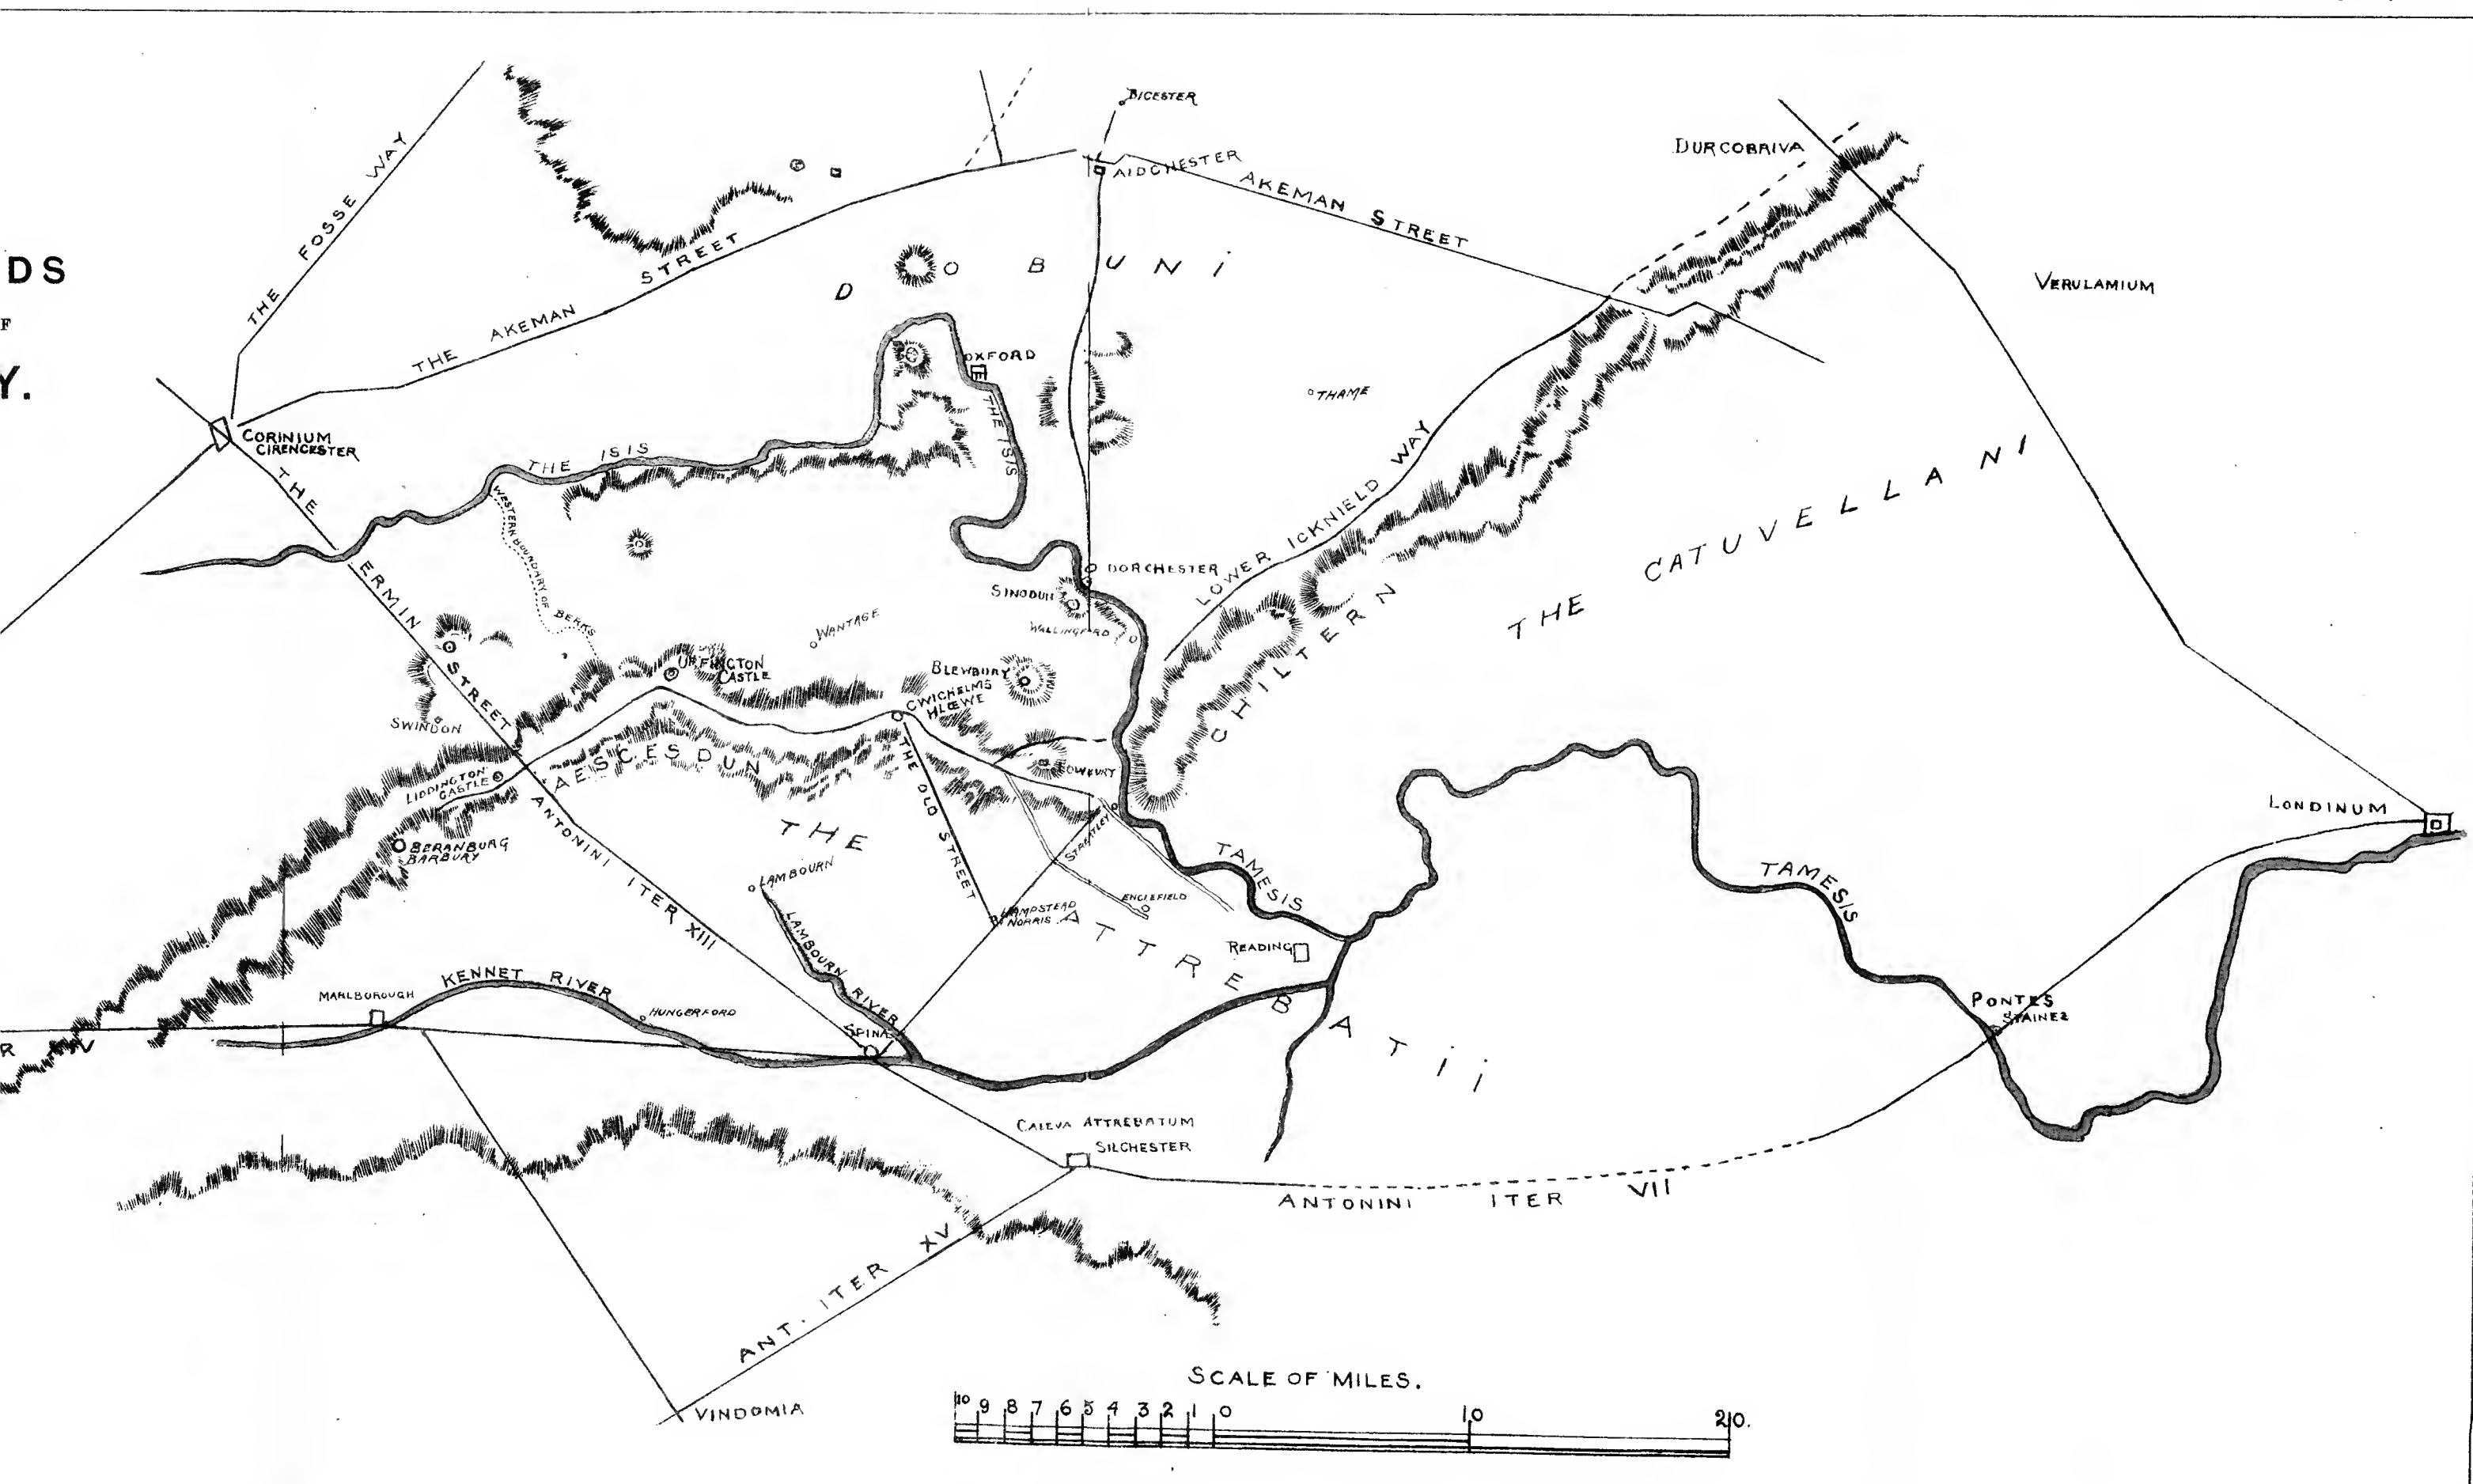 DS
F
Y.
THE FOSSE WAY
BICESTER
AIDCHESTER
AKEMAN STREET
DURCOBRIVA
VERULAMIUM
THE AKEMAN STREET
DOBUNI
OXFORD
THE ISIS
THAME
CORINIUM
CIRENCESTER
THE ISIS
THE ERMIN STREET
WESTERN BOUNDARY OF BERKS
LOWER ICKNIELD WAY
THE CATUVELLANI
DORCHESTER
SINODUN
WALLINGFORD
CHILTERN
WANTAGE
UFFINGTON
CASTLE
BLEWBURY
CWICHELMS
HLŒWE
SWINDON
LIDDINGTON
CASTLE
AESCESDUN
BERANBURG
BARBURY
ANTONINI ITER XIII
THE ATTREBATII
THE OLD STREET
STREATLEY
LAMBOURN
LAMBOURN RIVER
HAMPSTEAD
NORRIS
ENGLEFIELD
TAMESIS
READING
TAMESIS
LONDINUM
MARLBOROUGH
KENNET RIVER
HUNGERFORD
SPINÆ
PONTES
STAINES
R XIV
CALEVA ATTREBATUM
SILCHESTER
ANTONINI ITER VII
ANT. ITER XV
VINDOMIA
SCALE OF MILES.
10 9 8 7 6 5 4 3 2 1 0 10 20.